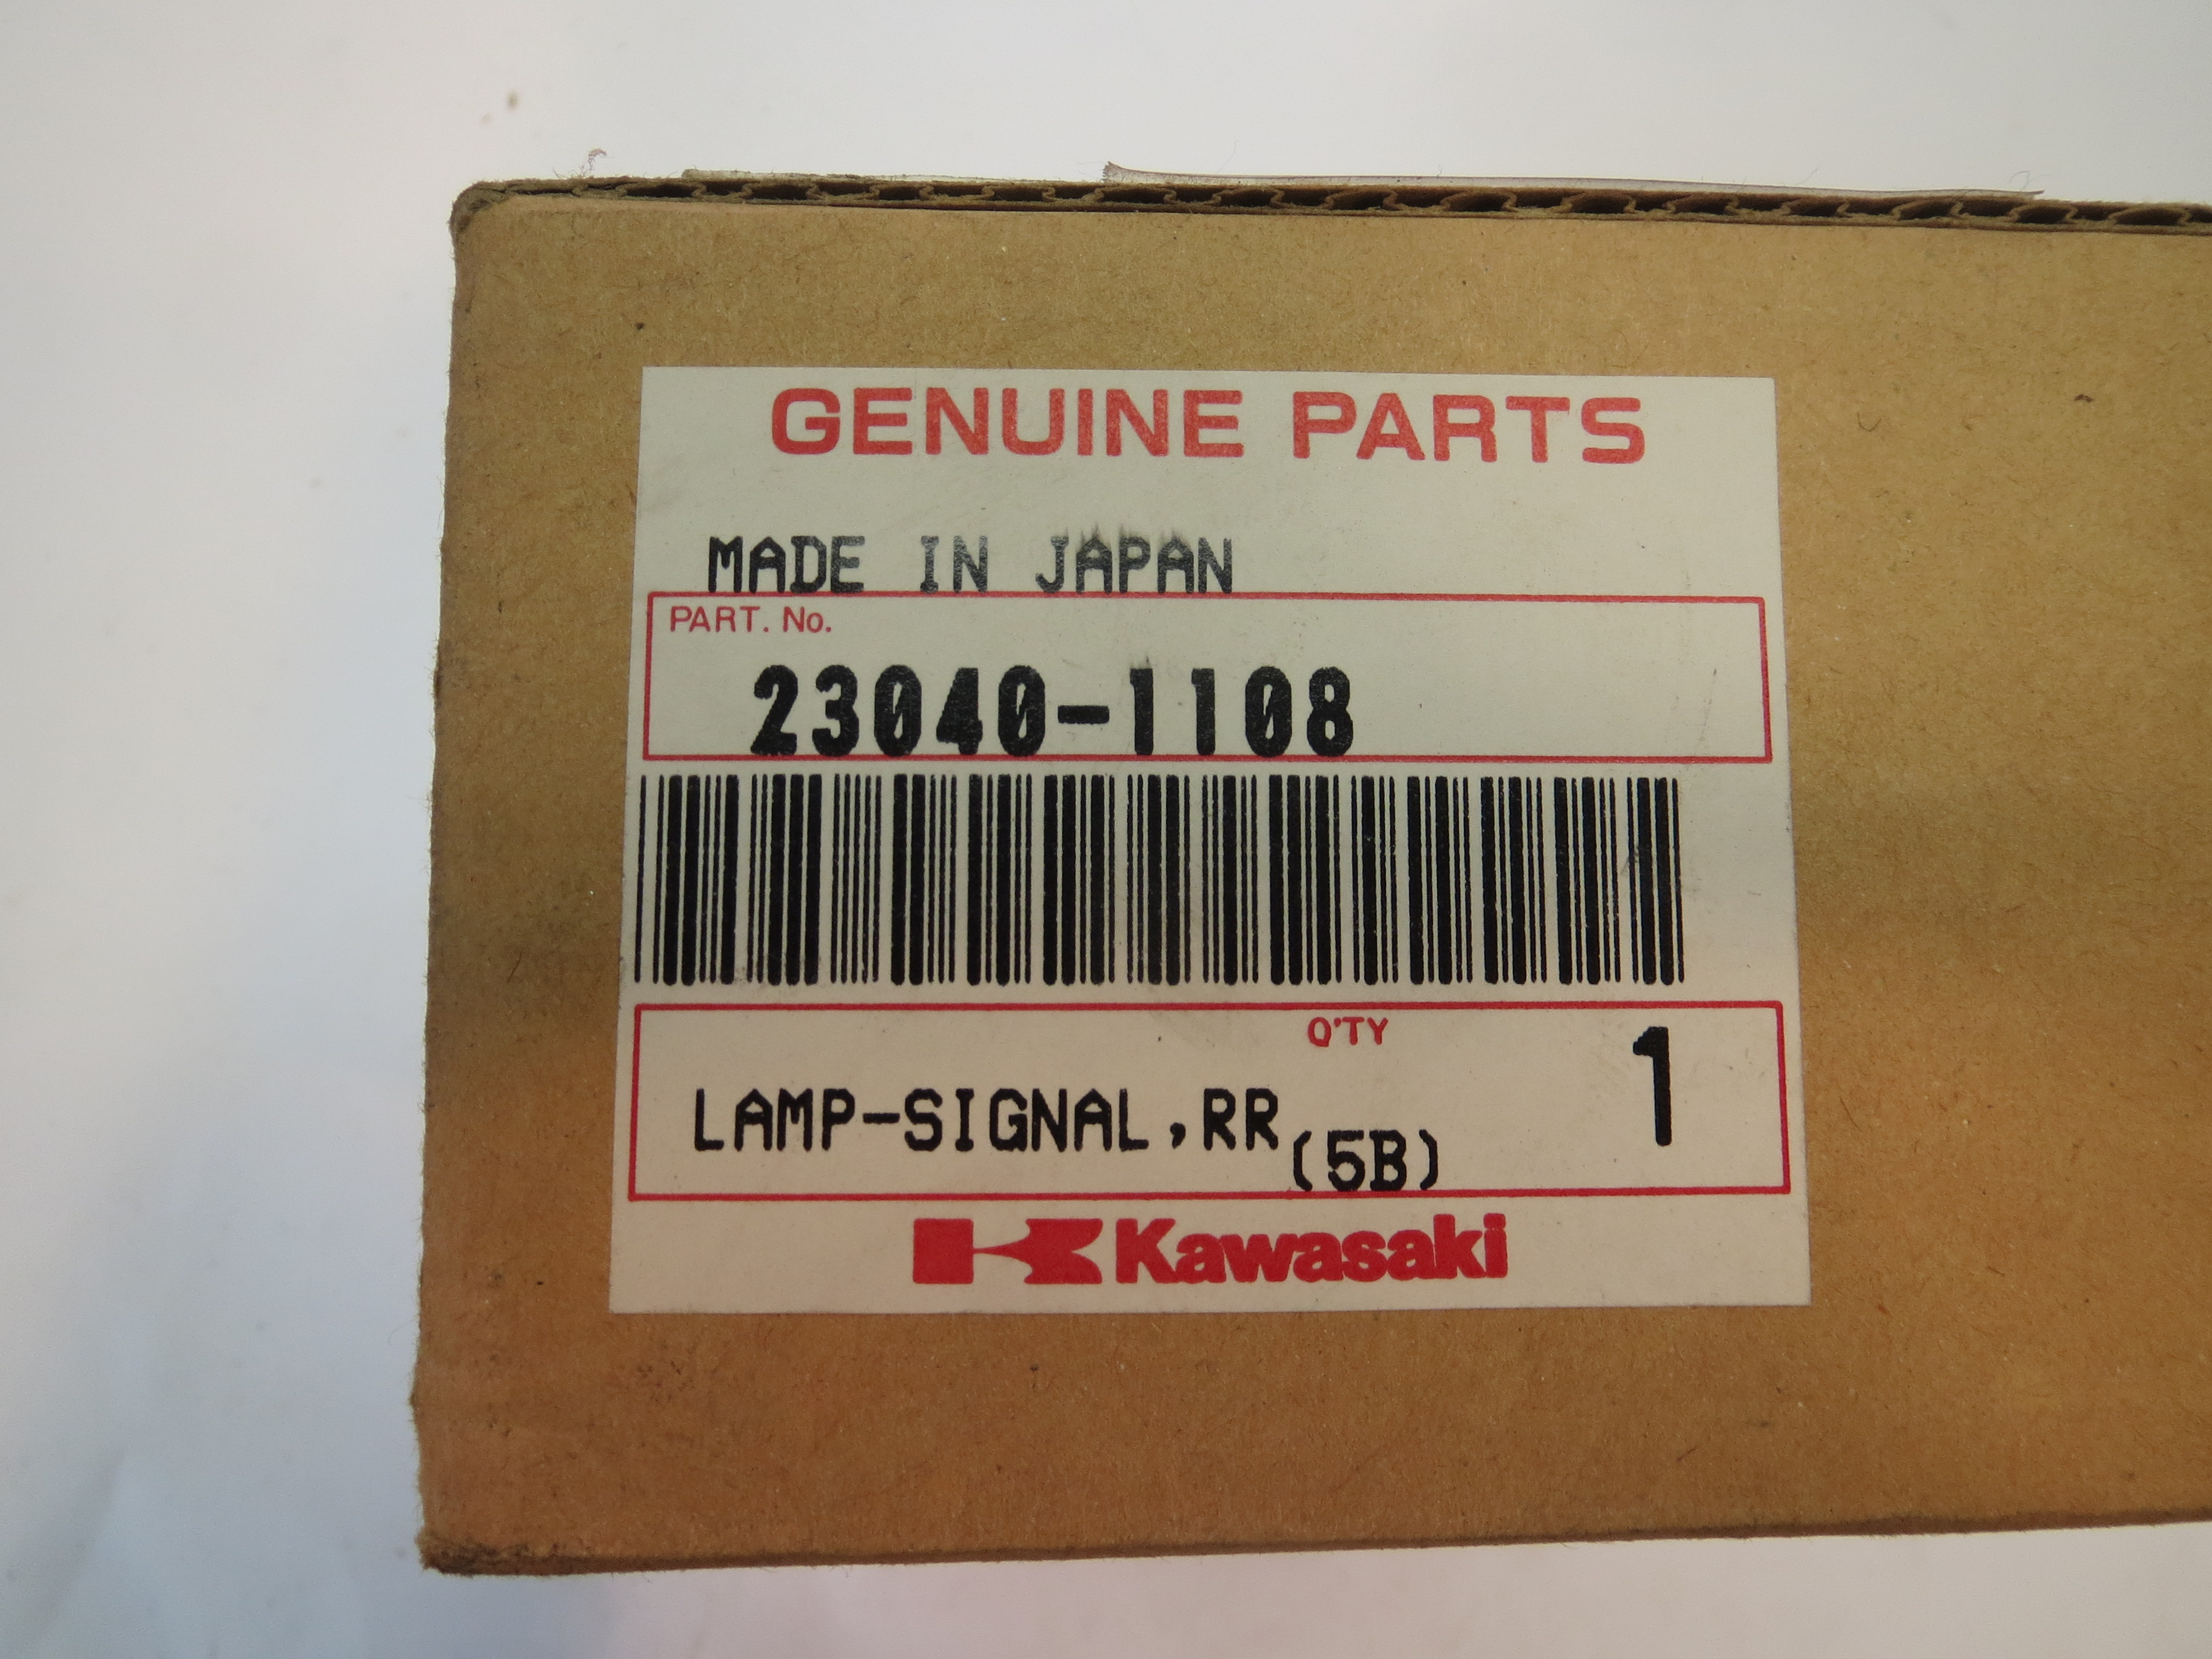 GENUINE PARTS
MADE IN JAPAN
PART. No.
23040-1108
Q'TY 1
LAMP-SIGNAL,RR(5B)
Kawasaki